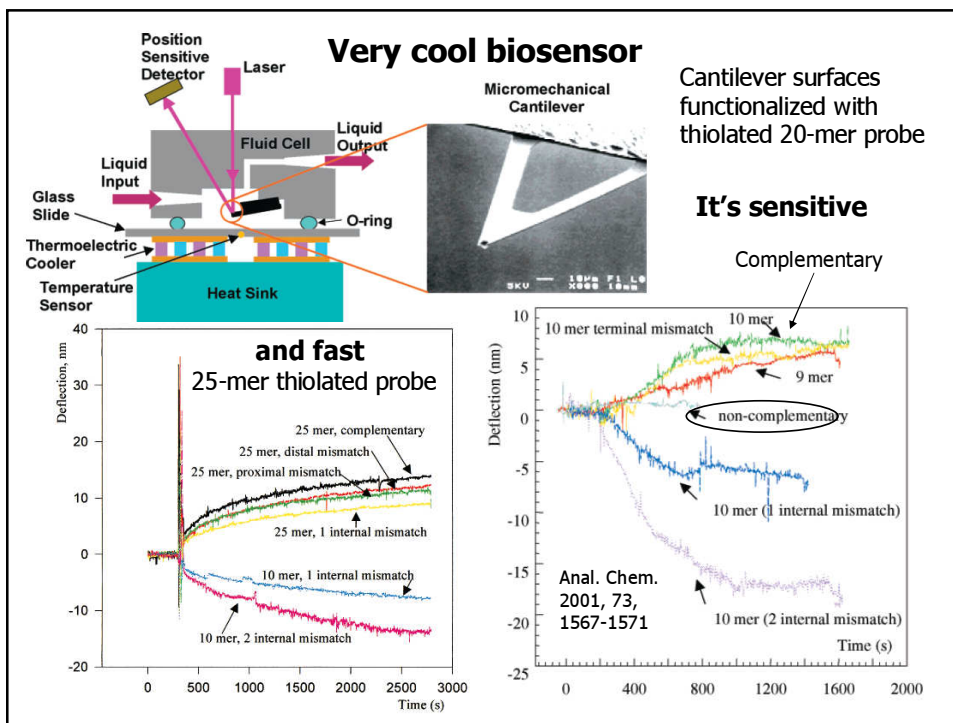 Very cool biosensor
Position
Sensitive
Detector
Laser
Fluid Cell
Liquid
Output
Liquid
Input
Glass
Slide
O-ring
Thermoelectric
Cooler
Temperature
Sensor
Heat Sink
Micromechanical
Cantilever
5KV
10μm F1 L0
10mm
Cantilever surfaces
functionalized with
thiolated 20-mer probe
It's sensitive
Complementary
and fast
25-mer thiolated probe
Deflection, nm
40
30
20
10
0
-10
-20
25 mer, complementary
25 mer, distal mismatch
25 mer, proximal mismatch
25 mer, 1 internal mismatch
10 mer, 1 internal mismatch
10 mer, 2 internal mismatch
0 500 1000 1500 2000 2500 3000
Time (s)
Deflection (nm)
10
5
0
-5
-10
-15
-20
-25
10 mer
10 mer terminal mismatch
9 mer
non-complementary
10 mer (1 internal mismatch)
10 mer (2 internal mismatch)
Anal. Chem.
2001, 73,
1567-1571
Time (s)
0 400 800 1200 1600 2000